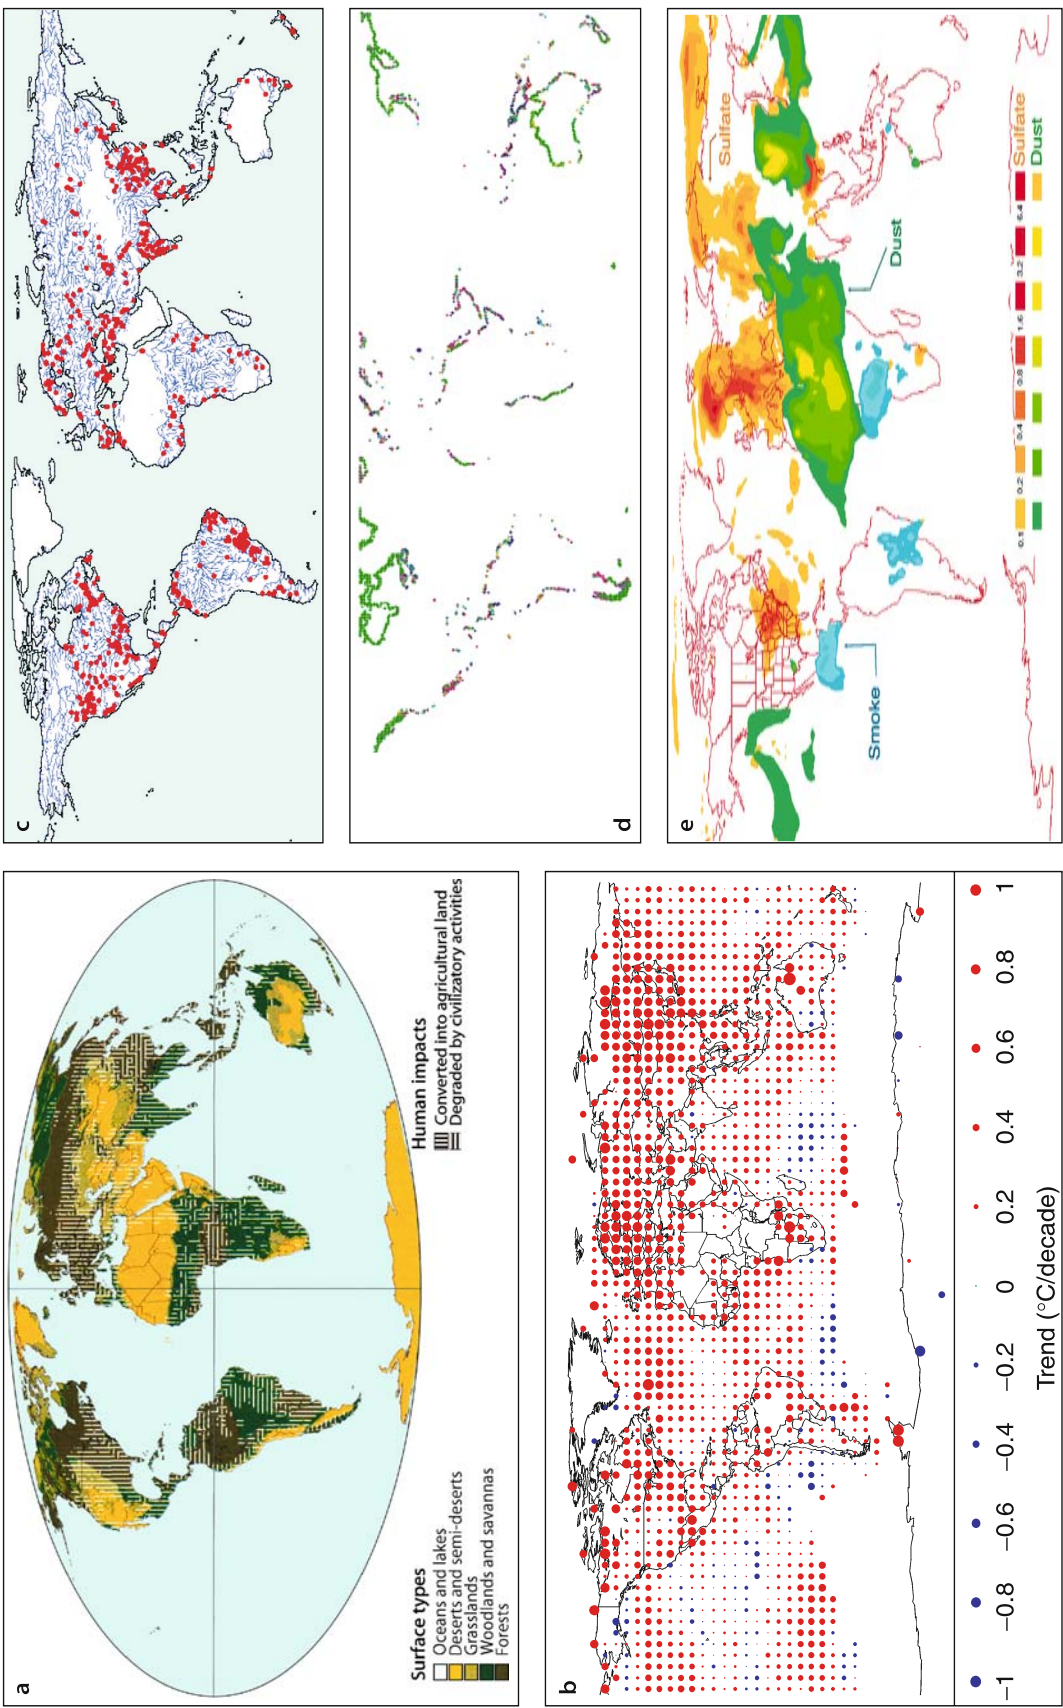 a
Surface types
Oceans and lakes
Deserts and semi-deserts
Grasslands
Woodlands and savannas
Forests
Human impacts
Converted into agricultural land
Degraded by civilizatory activities
b
−1 −0.8 −0.6 −0.4 −0.2 0 0.2 0.4 0.6 0.8 1
Trend (°C/decade)
c
d
e
Sulfate
Smoke
Dust
0.1 0.2 0.4 0.8 1.6 3.2 6.4
Sulfate
Dust